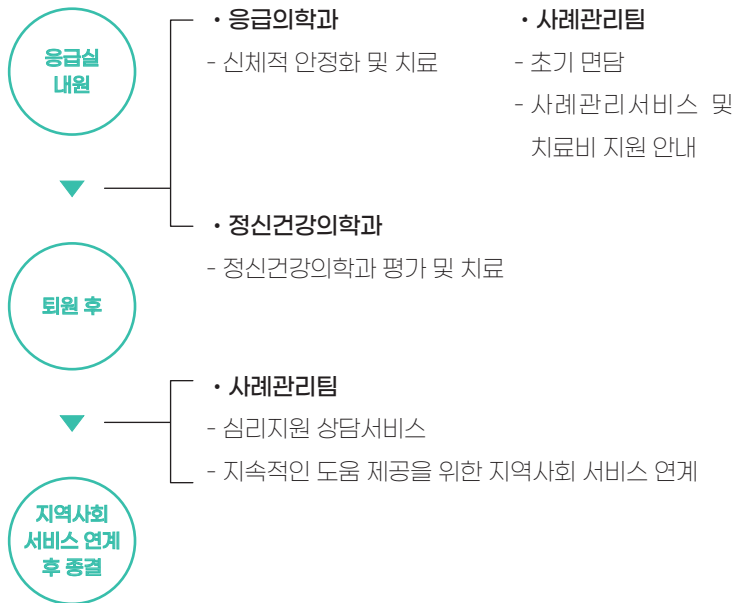 응급실
내원
• 응급의학과
- 신체적 안정화 및 치료
• 사례관리팀
- 초기 면담
- 사례관리서비스 및
치료비 지원 안내
• 정신건강의학과
- 정신건강의학과 평가 및 치료
퇴원 후
• 사례관리팀
- 심리지원 상담서비스
- 지속적인 도움 제공을 위한 지역사회 서비스 연계
지역사회
서비스 연계
후 종결